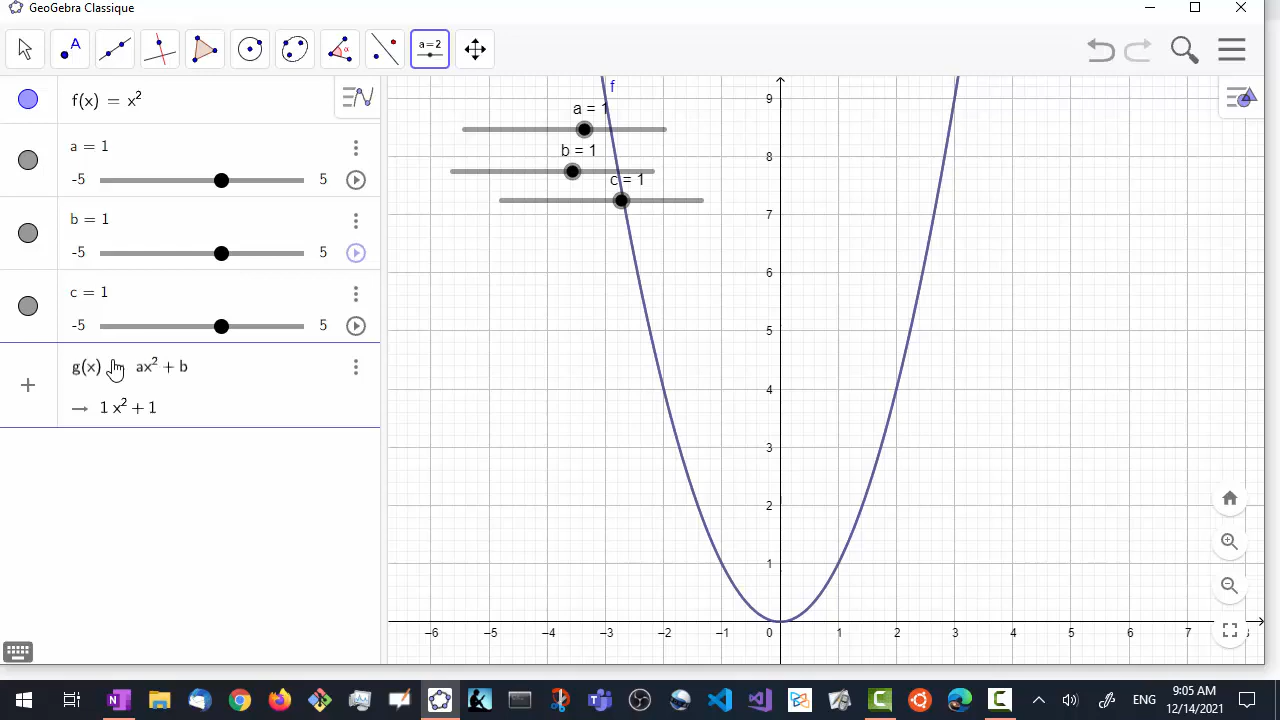 GeoGebra Classique
A
α
a=2
f(x) = x²
a = 1
-5 5
b = 1
-5 5
c = 1
-5 5
g(x) ax² + b
→ 1 x² + 1
f
a = 1
b = 1
c = 1
9
8
7
6
5
4
3
2
1
−6 −5 −4 −3 −2 −1 0 1 2 3 4 5 6 7 8
ENG
9:05 AM
12/14/2021